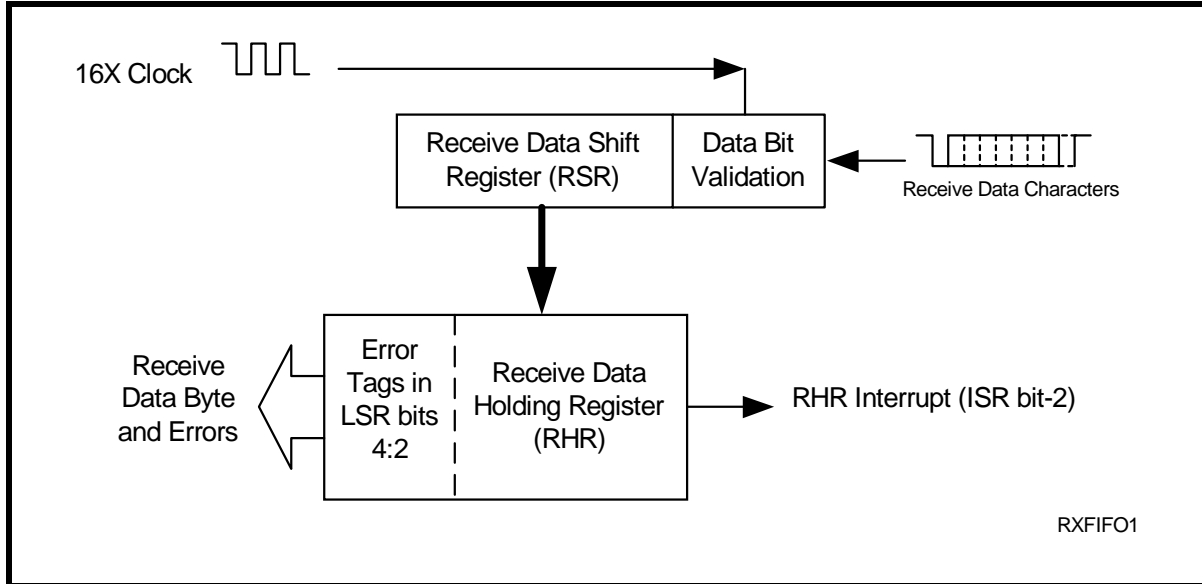 16X Clock
Receive Data Shift
Register (RSR)
Data Bit
Validation
Receive Data Characters
Receive
Data Byte
and Errors
Error
Tags in
LSR bits
4:2
Receive Data
Holding Register
(RHR)
RHR Interrupt (ISR bit-2)
RXFIFO1